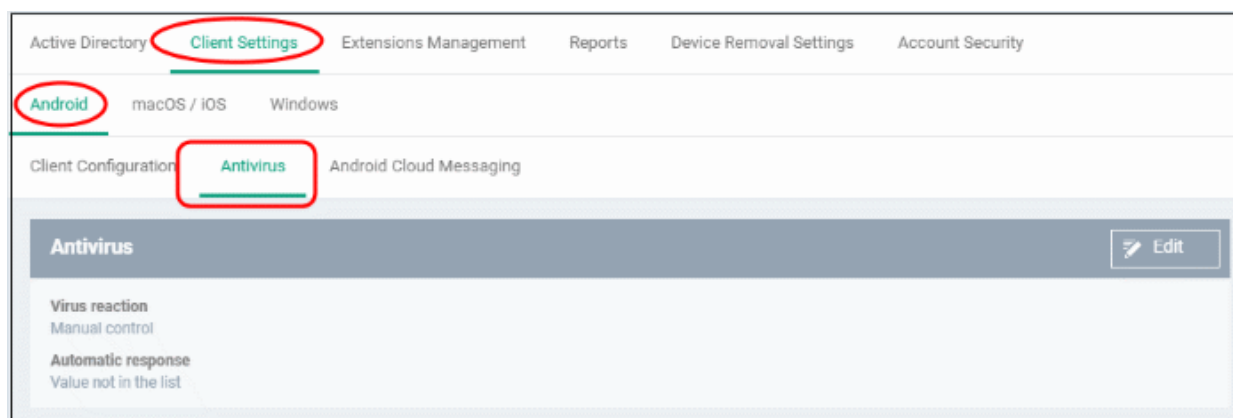 Active Directory Client Settings Extensions Management Reports Device Removal Settings Account Security
Android macOS / iOS Windows
Client Configuration Antivirus Android Cloud Messaging
Antivirus Edit
Virus reaction
Manual control
Automatic response
Value not in the list